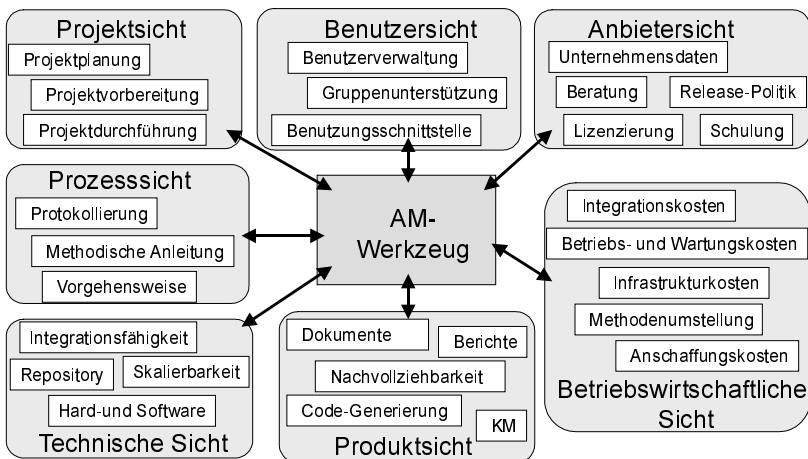 Projektsicht
Projektplanung
Projektvorbereitung
Projektdurchführung
Benutzersicht
Benutzerverwaltung
Gruppenunterstützung
Benutzungsschnittstelle
Anbietersicht
Unternehmensdaten
Beratung
Release-Politik
Lizenzierung
Schulung
Prozesssicht
Protokollierung
Methodische Anleitung
Vorgehensweise
AM-
Werkzeug
Integrationskosten
Betriebs- und Wartungskosten
Infrastrukturkosten
Methodenumstellung
Anschaffungskosten
Betriebswirtschaftliche
Sicht
Integrationsfähigkeit
Repository
Skalierbarkeit
Hard-und Software
Technische Sicht
Dokumente
Berichte
Nachvollziehbarkeit
Code-Generierung
KM
Produktsicht